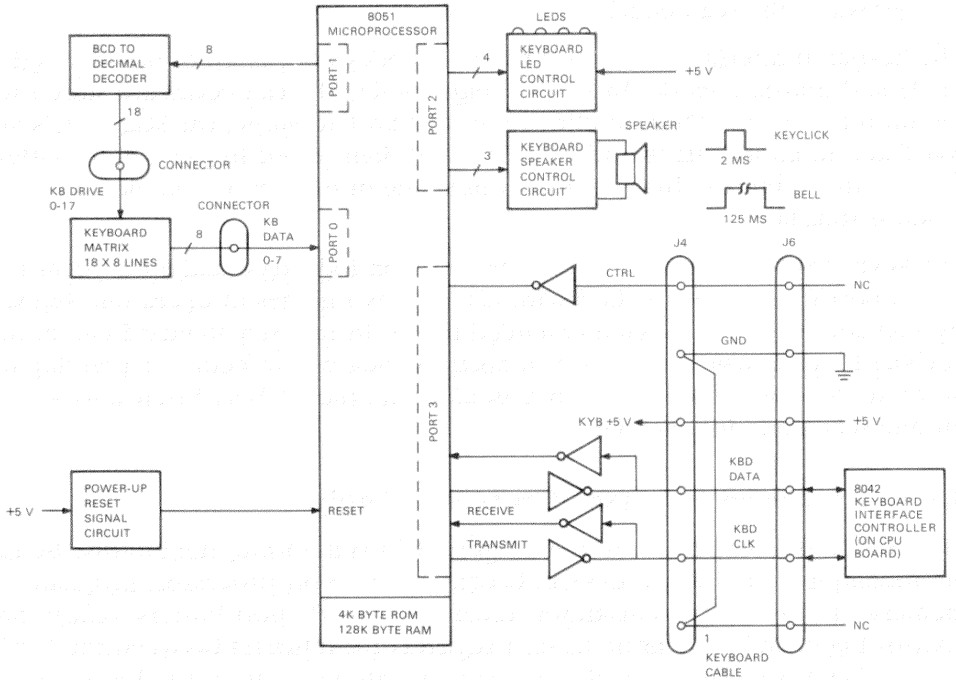 8051
MICROPROCESSOR
BCD TO
DECIMAL
DECODER
8
PORT 1
PORT 2
4
LEDS
KEYBOARD
LED
CONTROL
CIRCUIT
+5 V
18
CONNECTOR
KB DRIVE
0-17
3
KEYBOARD
SPEAKER
CONTROL
CIRCUIT
SPEAKER
KEYCLICK
2 MS
BELL
125 MS
KEYBOARD
MATRIX
18 X 8 LINES
8
CONNECTOR
KB
DATA
0-7
PORT 0
J4
J6
CTRL
NC
GND
PORT 3
KYB +5 V
+5 V
KBD
DATA
RECEIVE
TRANSMIT
KBD
CLK
8042
KEYBOARD
INTERFACE
CONTROLLER
(ON CPU
BOARD)
+5 V
POWER-UP
RESET
SIGNAL
CIRCUIT
RESET
4K BYTE ROM
128K BYTE RAM
1
NC
KEYBOARD
CABLE